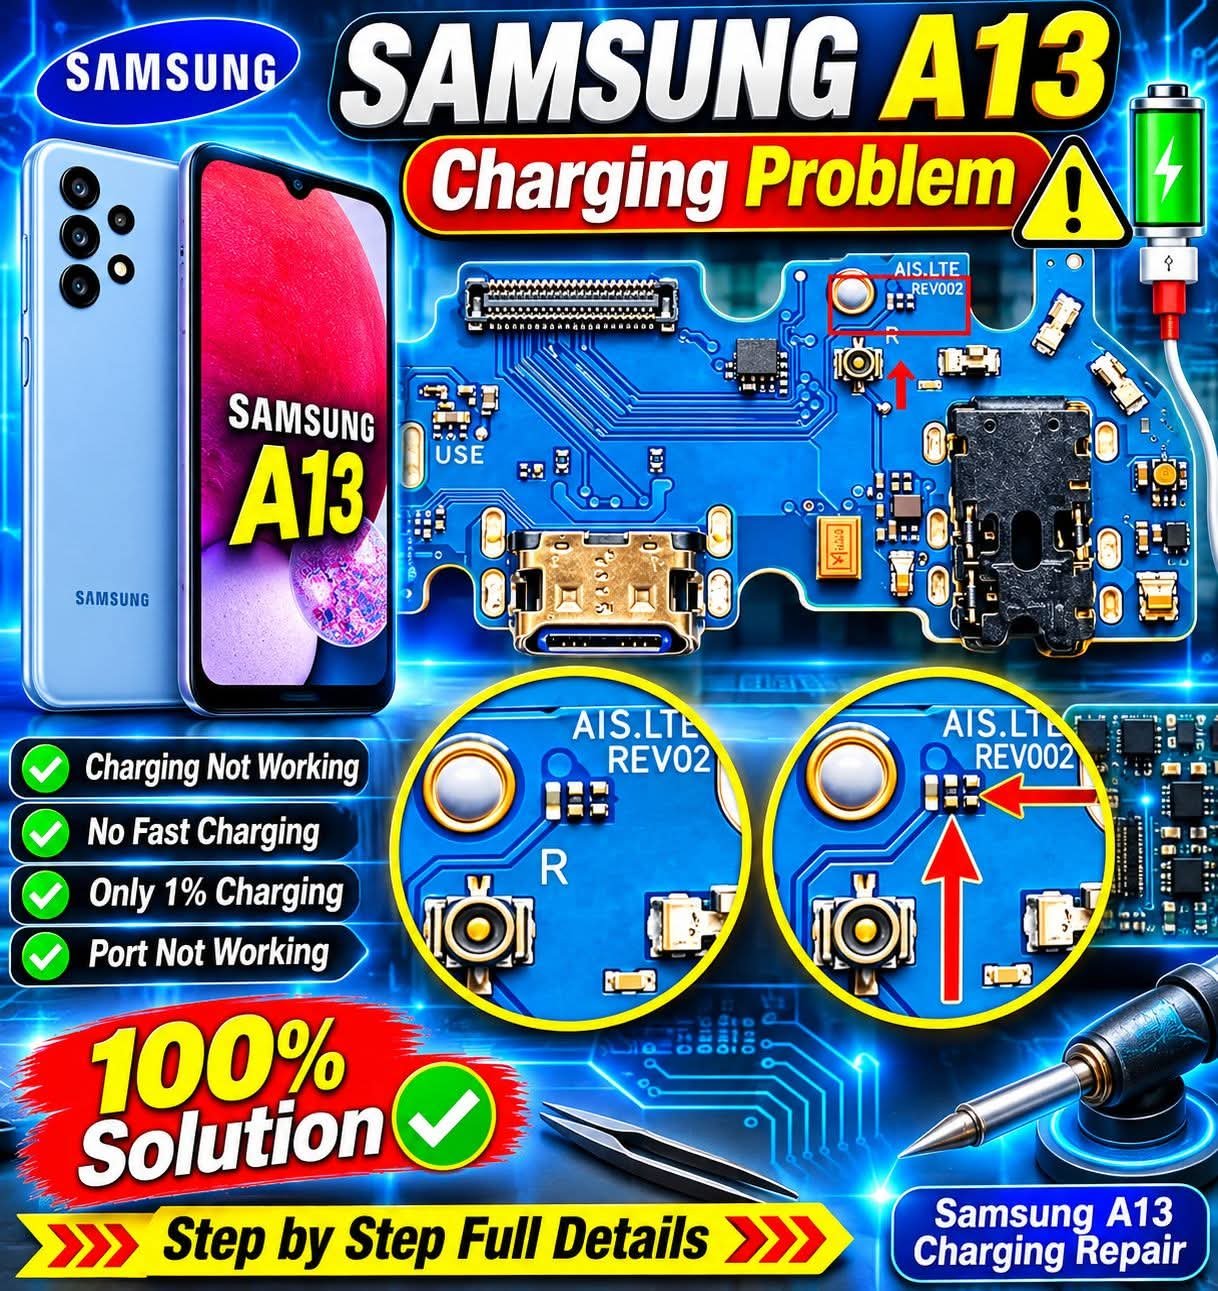 SAMSUNG
SAMSUNG A13
Charging Problem
AIS.LTE
REV002
R
USE
SAMSUNG
A13
SAMSUNG
Charging Not Working
No Fast Charging
Only 1% Charging
Port Not Working
AIS.LTE
REV02
R
AIS.LTE
REV002
100%
Solution
Step by Step Full Details
Samsung A13
Charging Repair